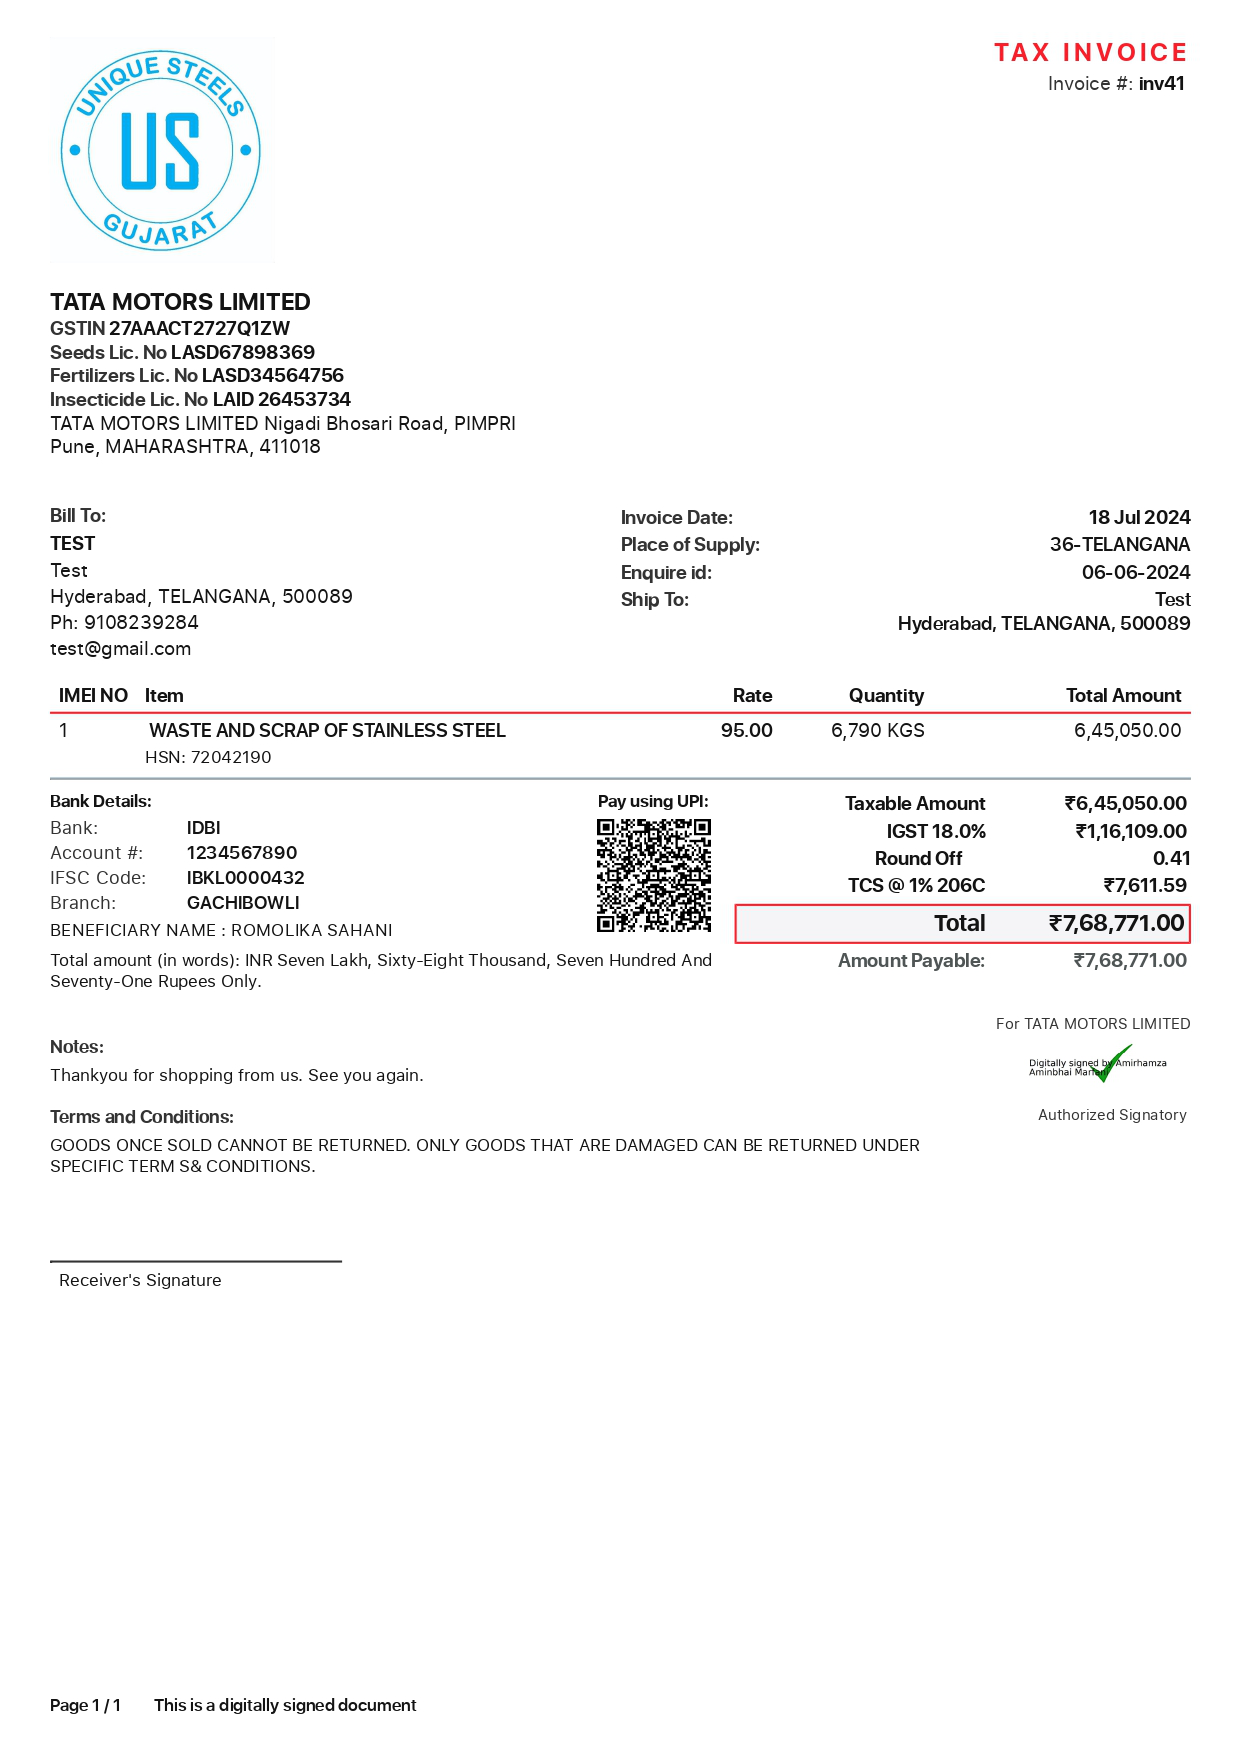 UNIQUE STEELS
US
GUJARAT
TAX INVOICE
Invoice #: inv41
TATA MOTORS LIMITED
GSTIN 27AAACT2727Q1ZW
Seeds Lic. No LASD67898369
Fertilizers Lic. No LASD34564756
Insecticide Lic. No LAID 26453734
TATA MOTORS LIMITED Nigadi Bhosari Road, PIMPRI
Pune, MAHARASHTRA, 411018
Bill To:
TEST
Test
Hyderabad, TELANGANA, 500089
Ph: 9108239284
test@gmail.com
Invoice Date: 18 Jul 2024
Place of Supply: 36-TELANGANA
Enquire id: 06-06-2024
Ship To: Test
Hyderabad, TELANGANA, 500089
IMEI NO Item Rate Quantity Total Amount
1 WASTE AND SCRAP OF STAINLESS STEEL 95.00 6,790 KGS 6,45,050.00
HSN: 72042190
Bank Details:
Bank: IDBI
Account #: 1234567890
IFSC Code: IBKL0000432
Branch: GACHIBOWLI
BENEFICIARY NAME : ROMOLIKA SAHANI
Pay using UPI:
Taxable Amount ₹6,45,050.00
IGST 18.0% ₹1,16,109.00
Round Off 0.41
TCS @ 1% 206C ₹7,611.59
Total ₹7,68,771.00
Amount Payable: ₹7,68,771.00
Total amount (in words): INR Seven Lakh, Sixty-Eight Thousand, Seven Hundred And
Seventy-One Rupees Only.
For TATA MOTORS LIMITED
Digitally signed by Amirhamza
Aminbhai
Authorized Signatory
Notes:
Thankyou for shopping from us. See you again.
Terms and Conditions:
GOODS ONCE SOLD CANNOT BE RETURNED. ONLY GOODS THAT ARE DAMAGED CAN BE RETURNED UNDER
SPECIFIC TERM S& CONDITIONS.
Receiver's Signature
Page 1 / 1 This is a digitally signed document